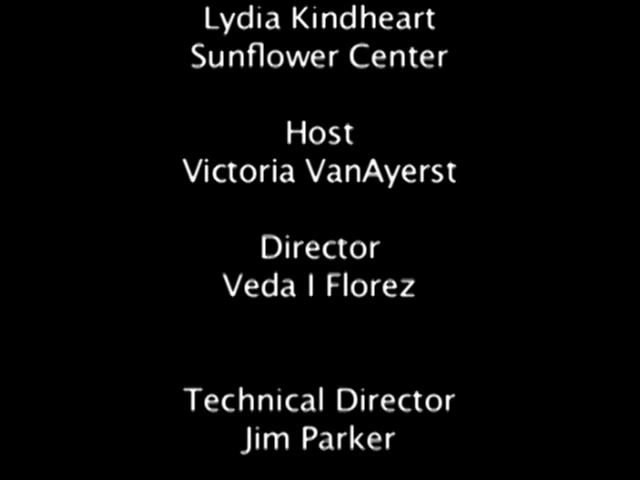 Lydia Kindheart
Sunflower Center
Host
Victoria VanAyerst
Director
Veda I Florez
Technical Director
Jim Parker